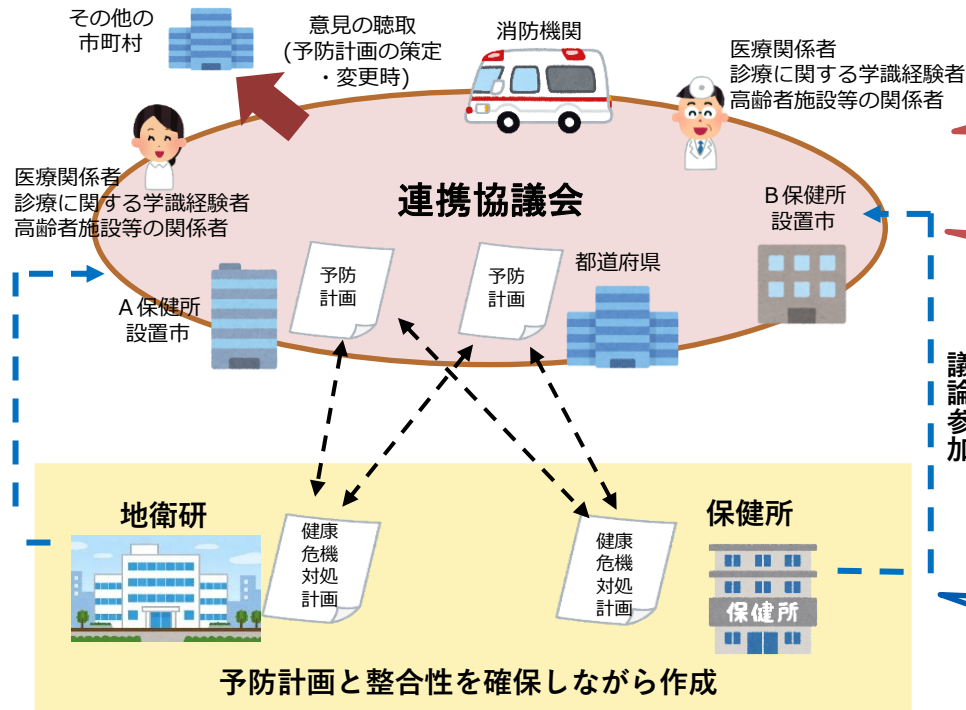 その他の
市町村
意見の聴取
(予防計画の策定
・変更時)
消防機関
医療関係者
診療に関する学識経験者
高齢者施設等の関係者
医療関係者
診療に関する学識経験者
高齢者施設等の関係者
連携協議会
B保健所
設置市
A保健所
設置市
予防
計画
予防
計画
都道府県
議論参加
地衛研
健康
危機
対処
計画
健康
危機
対処
計画
保健所
保健所
予防計画と整合性を確保しながら作成